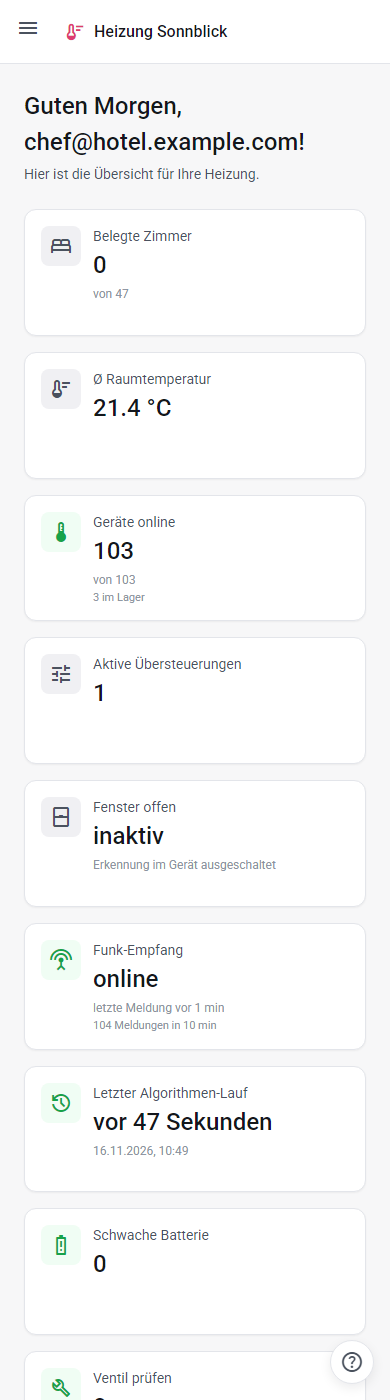 Heizung Sonnblick
Guten Morgen,
chef@hotel.example.com!
Hier ist die Übersicht für Ihre Heizung.
Belegte Zimmer
0
von 47
Ø Raumtemperatur
21.4 °C
Geräte online
103
von 103
3 im Lager
Aktive Übersteuerungen
1
Fenster offen
inaktiv
Erkennung im Gerät ausgeschaltet
Funk-Empfang
online
letzte Meldung vor 1 min
104 Meldungen in 10 min
Letzter Algorithmen-Lauf
vor 47 Sekunden
16.11.2026, 10:49
Schwache Batterie
0
Ventil prüfen